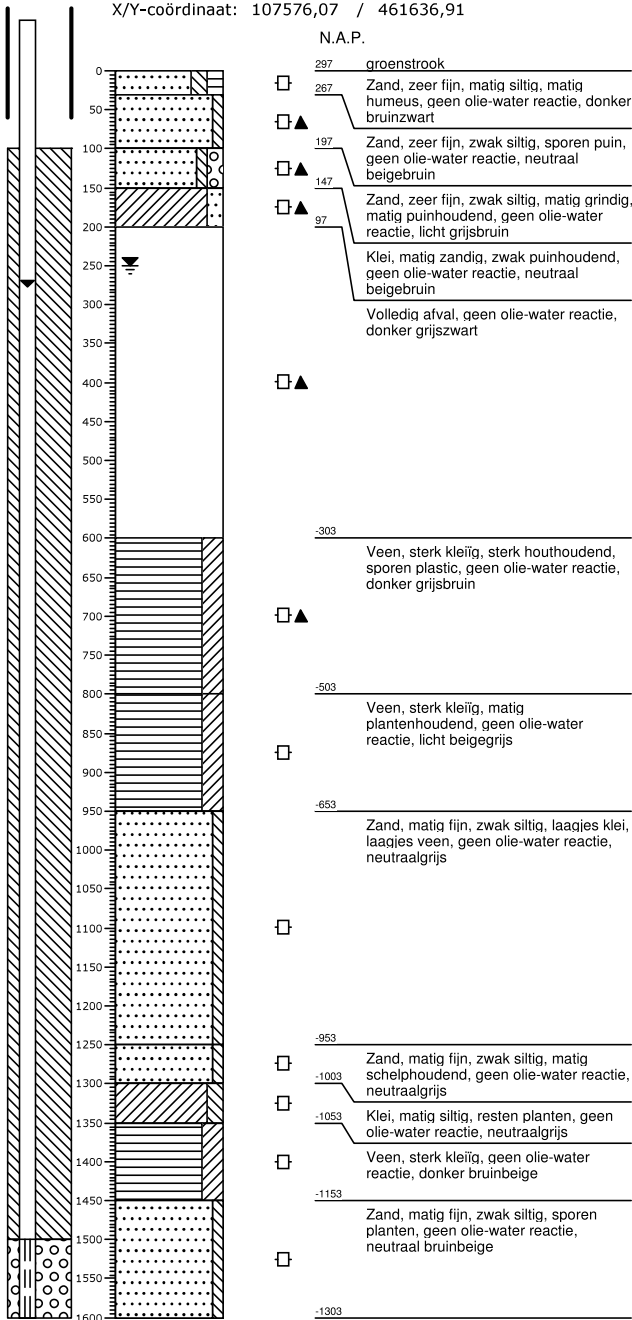 X/Y-coördinaat: 107576,07 / 461636,91
N.A.P.
297 groenstrook
0
267
Zand, zeer fijn, matig siltig, matig
humeus, geen olie-water reactie, donker
bruinzwart
50
100
197
Zand, zeer fijn, zwak siltig, sporen puin,
geen olie-water reactie, neutraal
beigebruin
150
147
Zand, zeer fijn, zwak siltig, matig grindig,
matig puinhoudend, geen olie-water
reactie, licht grijsbruin
200
97
Klei, matig zandig, zwak puinhoudend,
geen olie-water reactie, neutraal
beigebruin
250
300
Volledig afval, geen olie-water reactie,
donker grijszwart
350
400
450
500
550
600
-303
Veen, sterk kleiïg, sterk houthoudend,
sporen plastic, geen olie-water reactie,
donker grijsbruin
650
700
750
800
-503
Veen, sterk kleiïg, matig
plantenhoudend, geen olie-water
reactie, licht beigegrijs
850
900
950
-653
Zand, matig fijn, zwak siltig, laagjes klei,
laagjes veen, geen olie-water reactie,
neutraalgrijs
1000
1050
1100
1150
1200
1250
-953
Zand, matig fijn, zwak siltig, matig
schelphoudend, geen olie-water reactie,
neutraalgrijs
1300
-1003
Klei, matig siltig, resten planten, geen
olie-water reactie, neutraalgrijs
1350
-1053
Veen, sterk kleiïg, geen olie-water
reactie, donker bruinbeige
1400
1450
-1153
Zand, matig fijn, zwak siltig, sporen
planten, geen olie-water reactie,
neutraal bruinbeige
1500
1550
1600
-1303